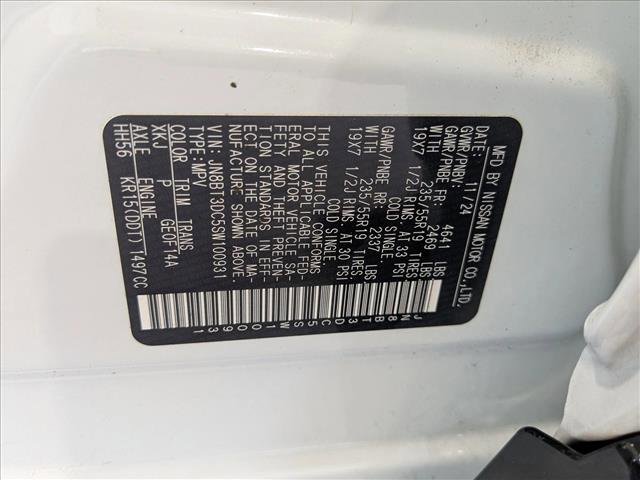 MFD BY NISSAN MOTOR CO.,LTD.
DATE: 11/24
GVWR/PNBV: 4641 LBS
GAWR/PNBE FR: 2469 LBS
WITH 235/55R19 TIRES,
19X7 1/2J RIMS, AT 33 PSI
COLD SINGLE
GAWR/PNBE RR: 2337 LBS
WITH 235/55R19 TIRES,
19X7 1/2J RIMS, AT 30 PSI
COLD SINGLE
THIS VEHICLE CONFORMS
TO ALL APPLICABLE FED-
ERAL MOTOR VEHICLE SA-
FETY AND THEFT PREVEN-
TION STANDARDS IN EFF-
ECT ON THE DATE OF MA-
NUFACTURE SHOWN ABOVE.
VIN:JN8BT3DC5SW100931
TYPE:MPV
COLOR TRIM TRANS
XKJ P GE0F14A
AXLE ENGINE
HH56 KR15(DDT) 1497CC
JN8BT3DC5SW100931